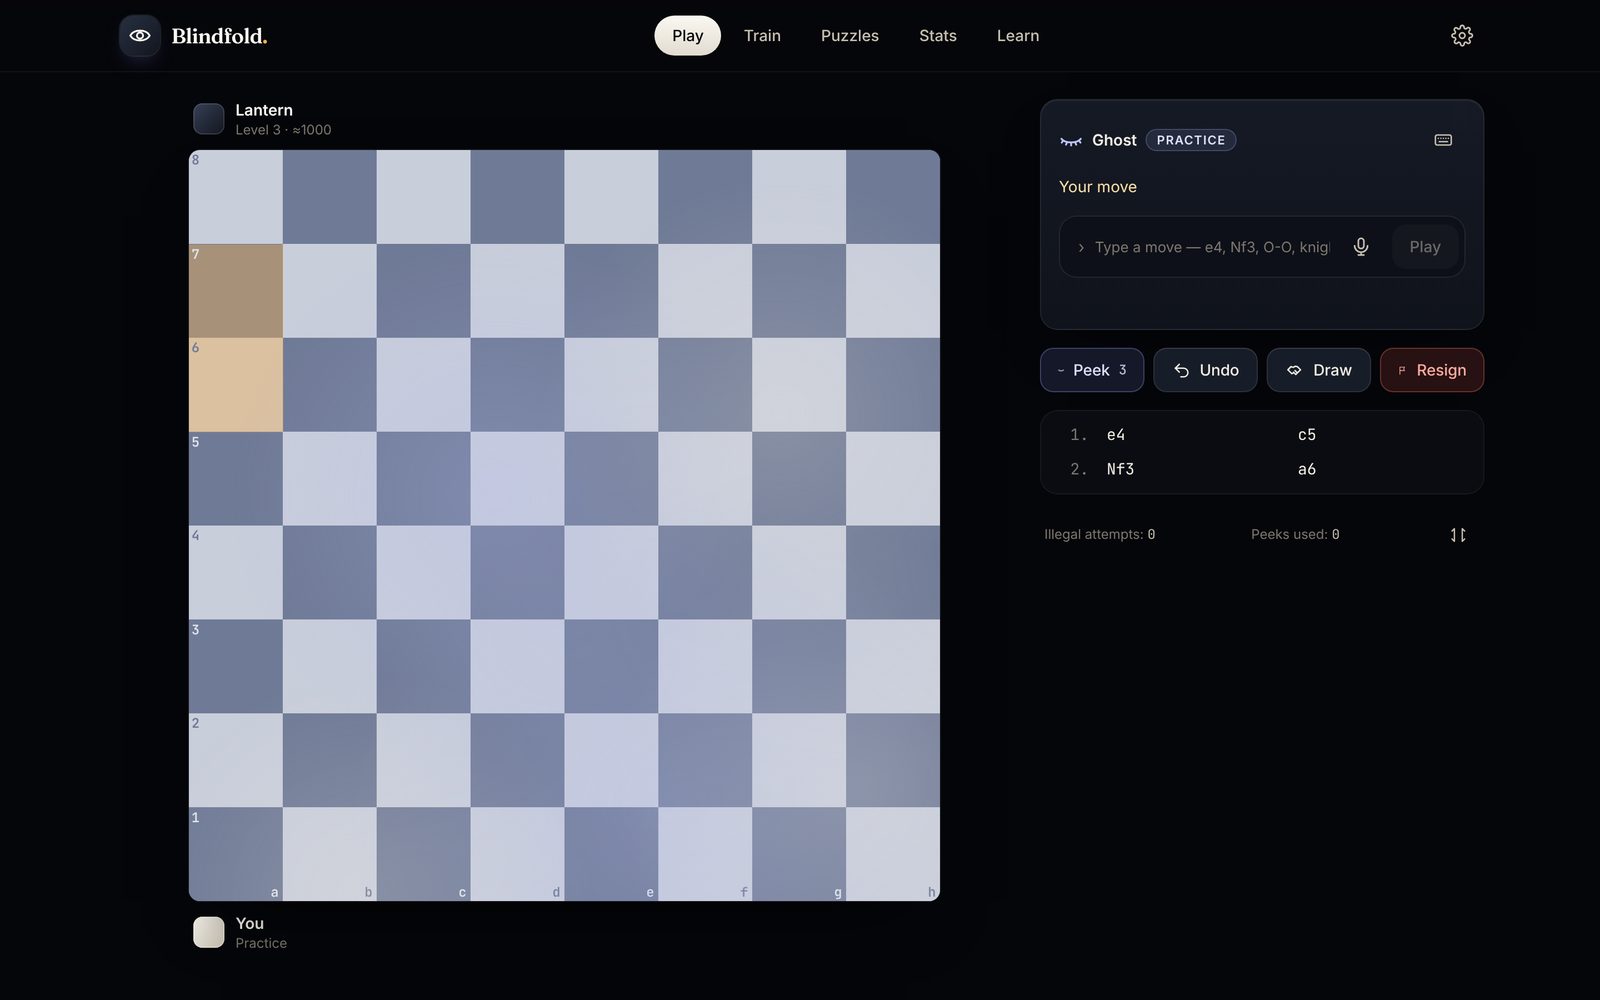 Blindfold.
Play Train Puzzles Stats Learn
Lantern
Level 3 · ≈1000
8
7
6
5
4
3
2
1
a b c d e f g h
You
Practice
Ghost PRACTICE
Your move
› Type a move — e4, Nf3, O-O, knig
Play
Peek 3 Undo Draw Resign
1. e4 c5
2. Nf3 a6
Illegal attempts: 0 Peeks used: 0